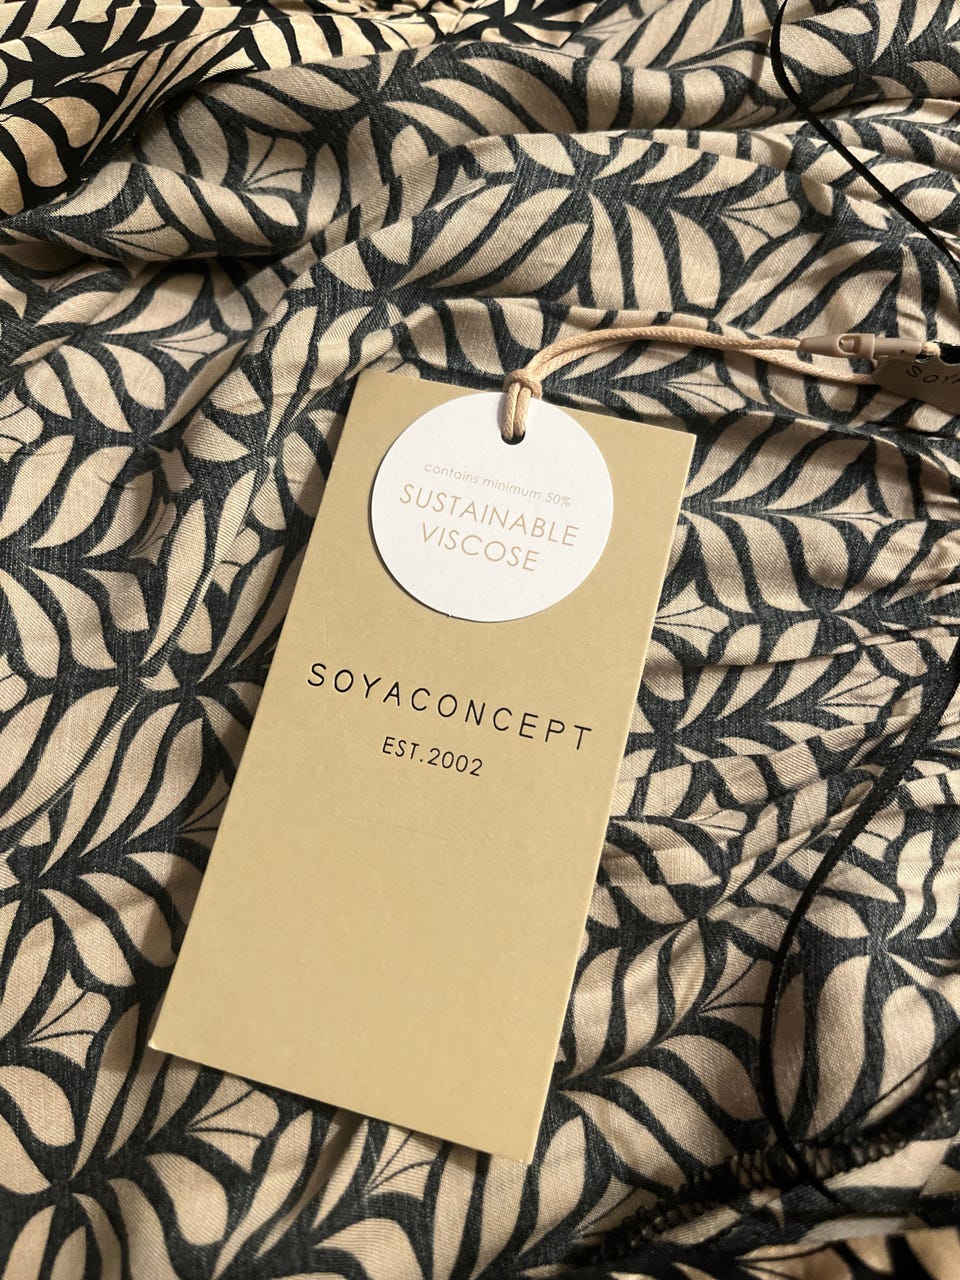 contains minimum 50%
SUSTAINABLE
VISCOSE
SOYACONCEPT
EST.2002